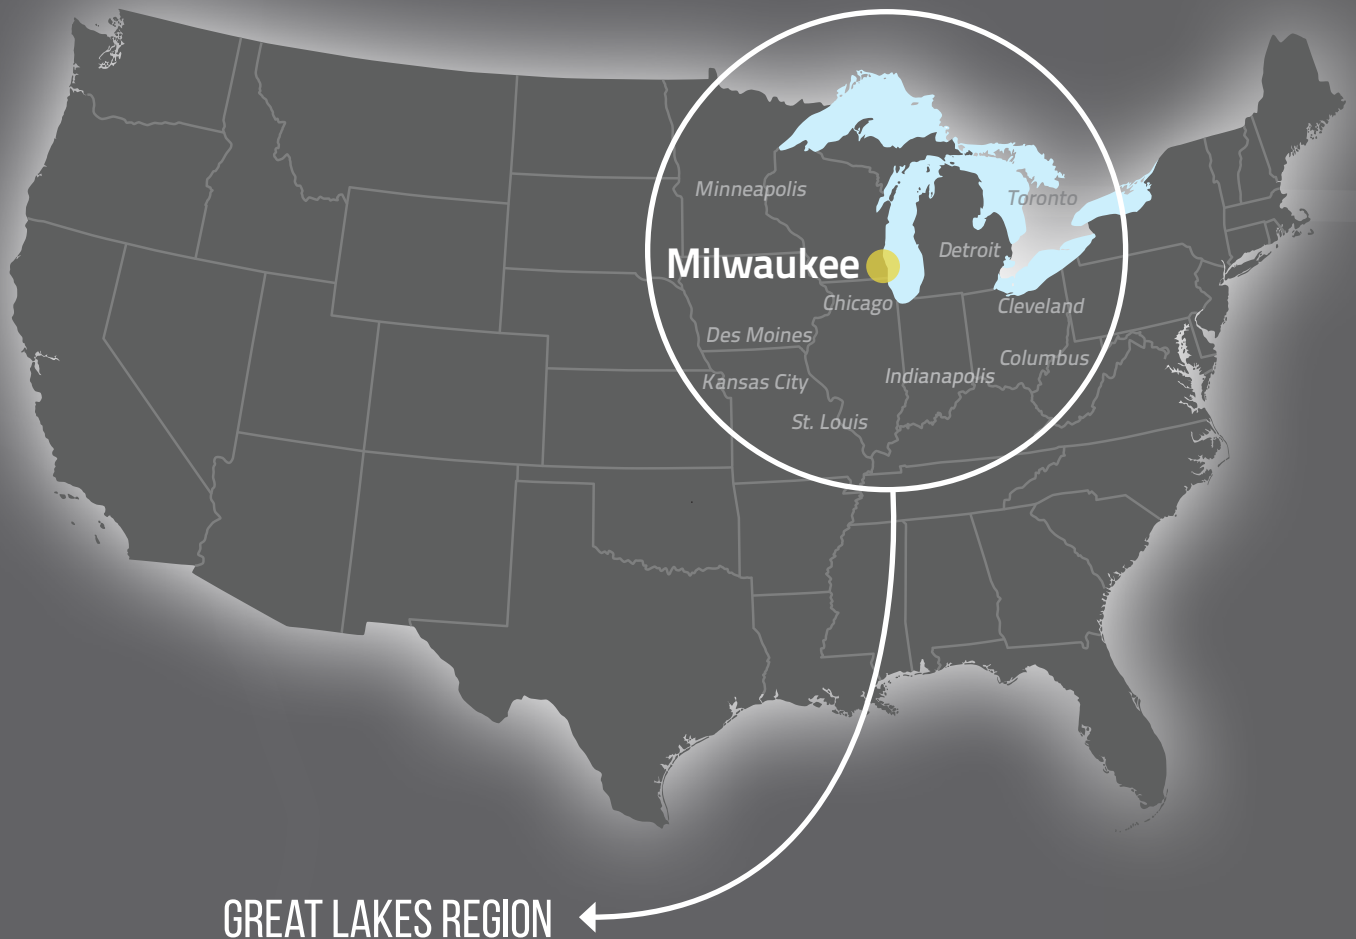 Minneapolis
Toronto
Detroit
Milwaukee
Chicago
Cleveland
Des Moines
Columbus
Indianapolis
Kansas City
St. Louis
GREAT LAKES REGION